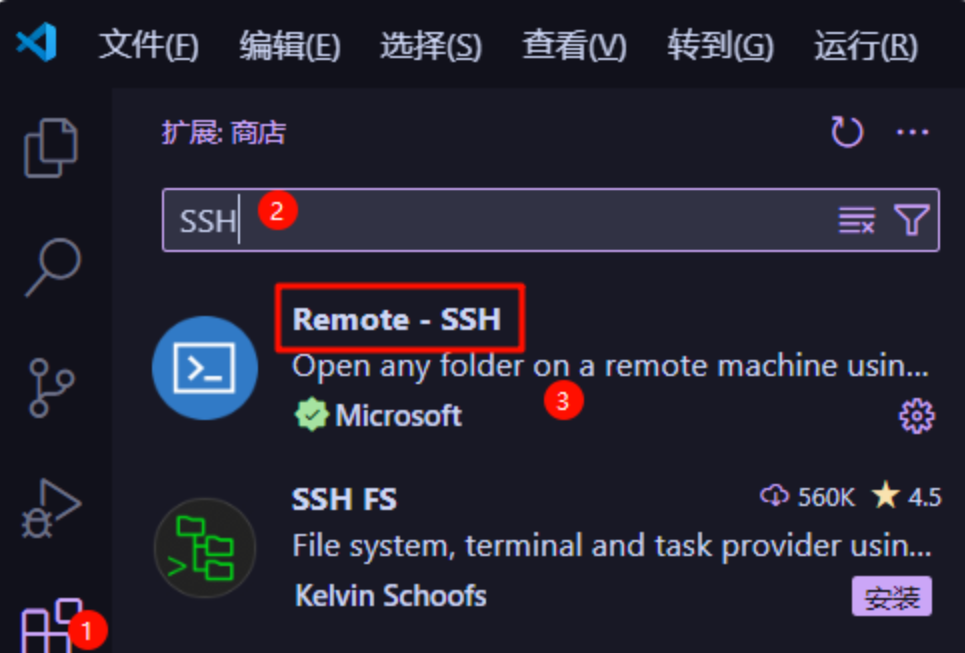 文件(F) 编辑(E) 选择(S) 查看(V) 转到(G) 运行(R)
扩展: 商店
SSH 2
Remote - SSH
Open any folder on a remote machine usin...
Microsoft 3
SSH FS 560K 4.5
File system, terminal and task provider usin...
Kelvin Schoofs 安装
1